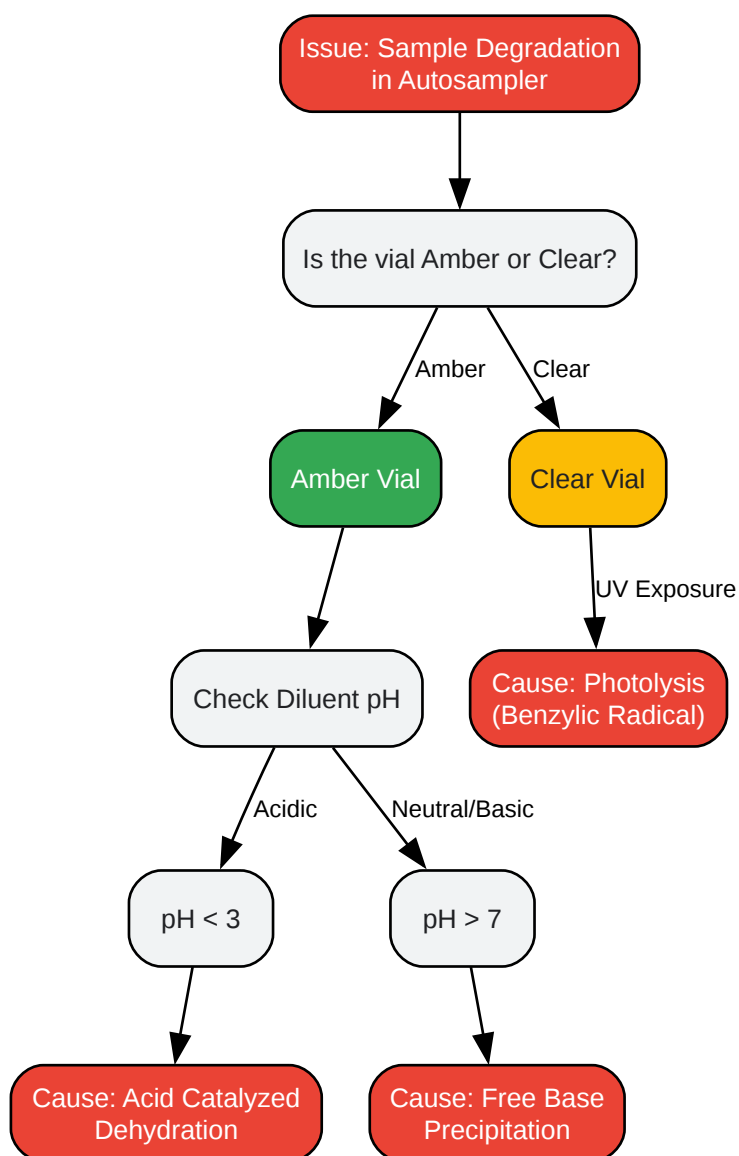 Issue: Sample Degradation
in Autosampler
Is the vial Amber or Clear?
Amber
Clear
Amber Vial
Clear Vial
UV Exposure
Check Diluent pH
Cause: Photolysis
(Benzylic Radical)
Acidic
Neutral/Basic
pH < 3
pH > 7
Cause: Acid Catalyzed
Dehydration
Cause: Free Base
Precipitation